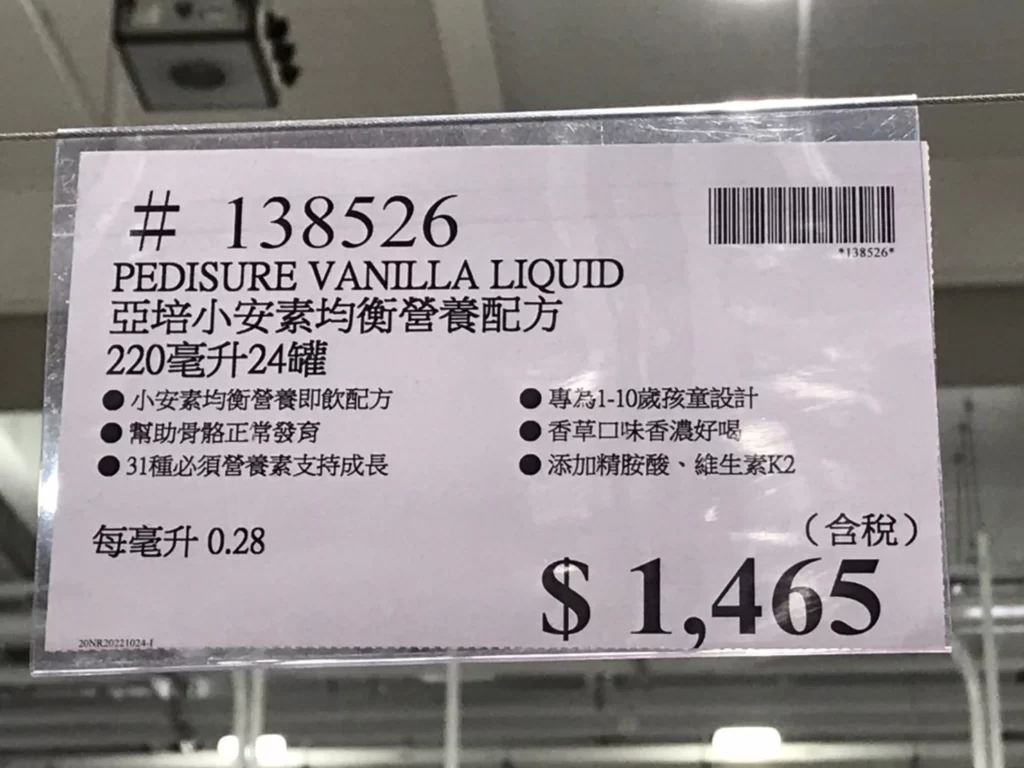 # 138526
*138526*
PEDISURE VANILLA LIQUID
亞培小安素均衡營養配方
220毫升24罐
●小安素均衡營養即飲配方
●幫助骨骼正常發育
●31種必須營養素支持成長
●專為1-10歲孩童設計
●香草口味香濃好喝
●添加精胺酸、維生素K2
每毫升 0.28
（含稅）
$ 1,465
20NR20221024-I